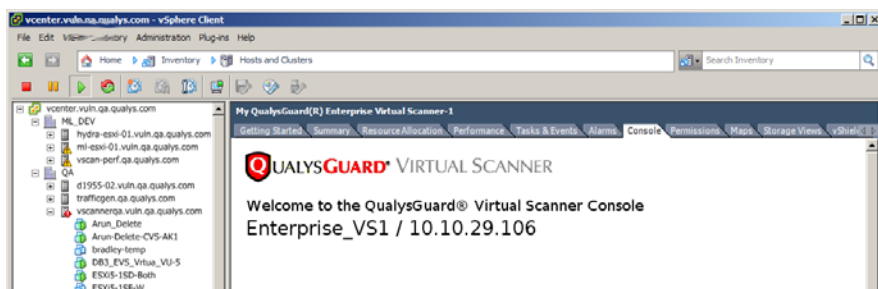 vcenter.vuln.qa.qualys.com - vSphere Client
File Edit Administration Plug-ins Help
Home Inventory Hosts and Clusters Search Inventory
vcenter.vuln.qa.qualys.com
ML_DEV
hydra-esxi-01.vuln.qa.qualys.com
ml-esxi-01.vuln.qa.qualys.com
vscan-perf.qa.qualys.com
QA
d1955-02.vuln.qa.qualys.com
trafficgen.qa.qualys.com
vscannerqa.vuln.qa.qualys.com
Arun_Delete
Arun-Delete-CVS-AK1
bradley-temp
DB3_EVS_Vrtua_VU-5
ESXi5-1SD-Both
My QualysGuard(R) Enterprise Virtual Scanner-1
Getting Started Summary Resource Allocation Performance Tasks & Events Alarms Console Permissions Maps Storage Views vShield
QUALYSGUARD® VIRTUAL SCANNER
Welcome to the QualysGuard® Virtual Scanner Console
Enterprise_VS1 / 10.10.29.106